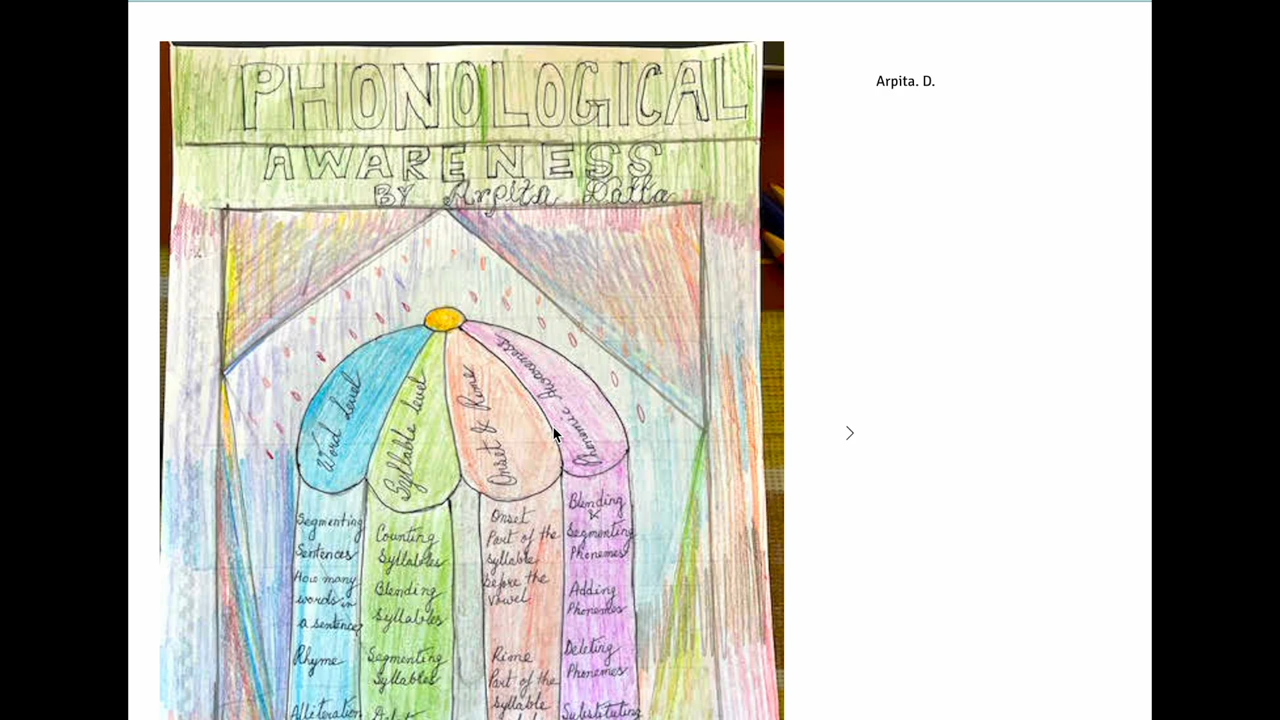 PHONOLOGICAL
AWARENESS
BY Arpita Datta
Arpita. D.
Word Level
Syllable level
Onset & Rime
Phonemic Awareness
Segmenting
Sentences
How many
words in
a sentence?
Rhyme
Alliteration
Counting
Syllables
Blending
Syllables
Segmenting
Syllables
Onset
Part of the
syllable
before the
vowel
Rime
Part of the
syllable
Blending
&
Segmenting
Phonemes
Adding
Phonemes
Deleting
Phonemes
Substituting